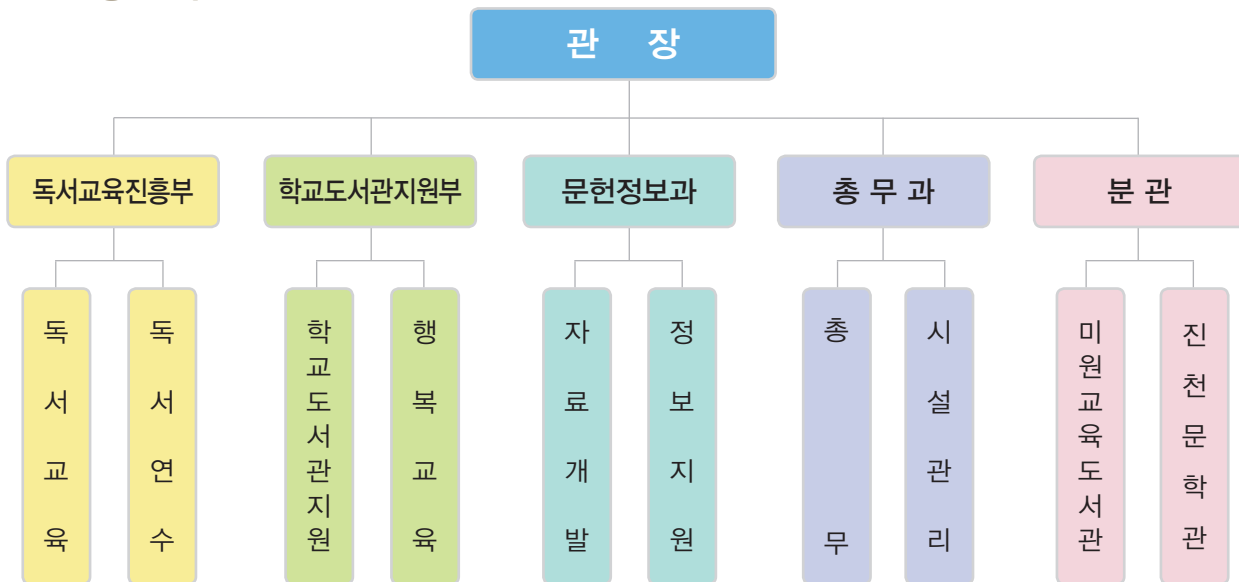 관 장
독서교육진흥부
학교도서관지원부
문헌정보과
총 무 과
분 관
독서교육
독서연수
학교도서관지원
행복교육
자료개발
정보지원
총무
시설관리
미원교육도서관
진천문학관